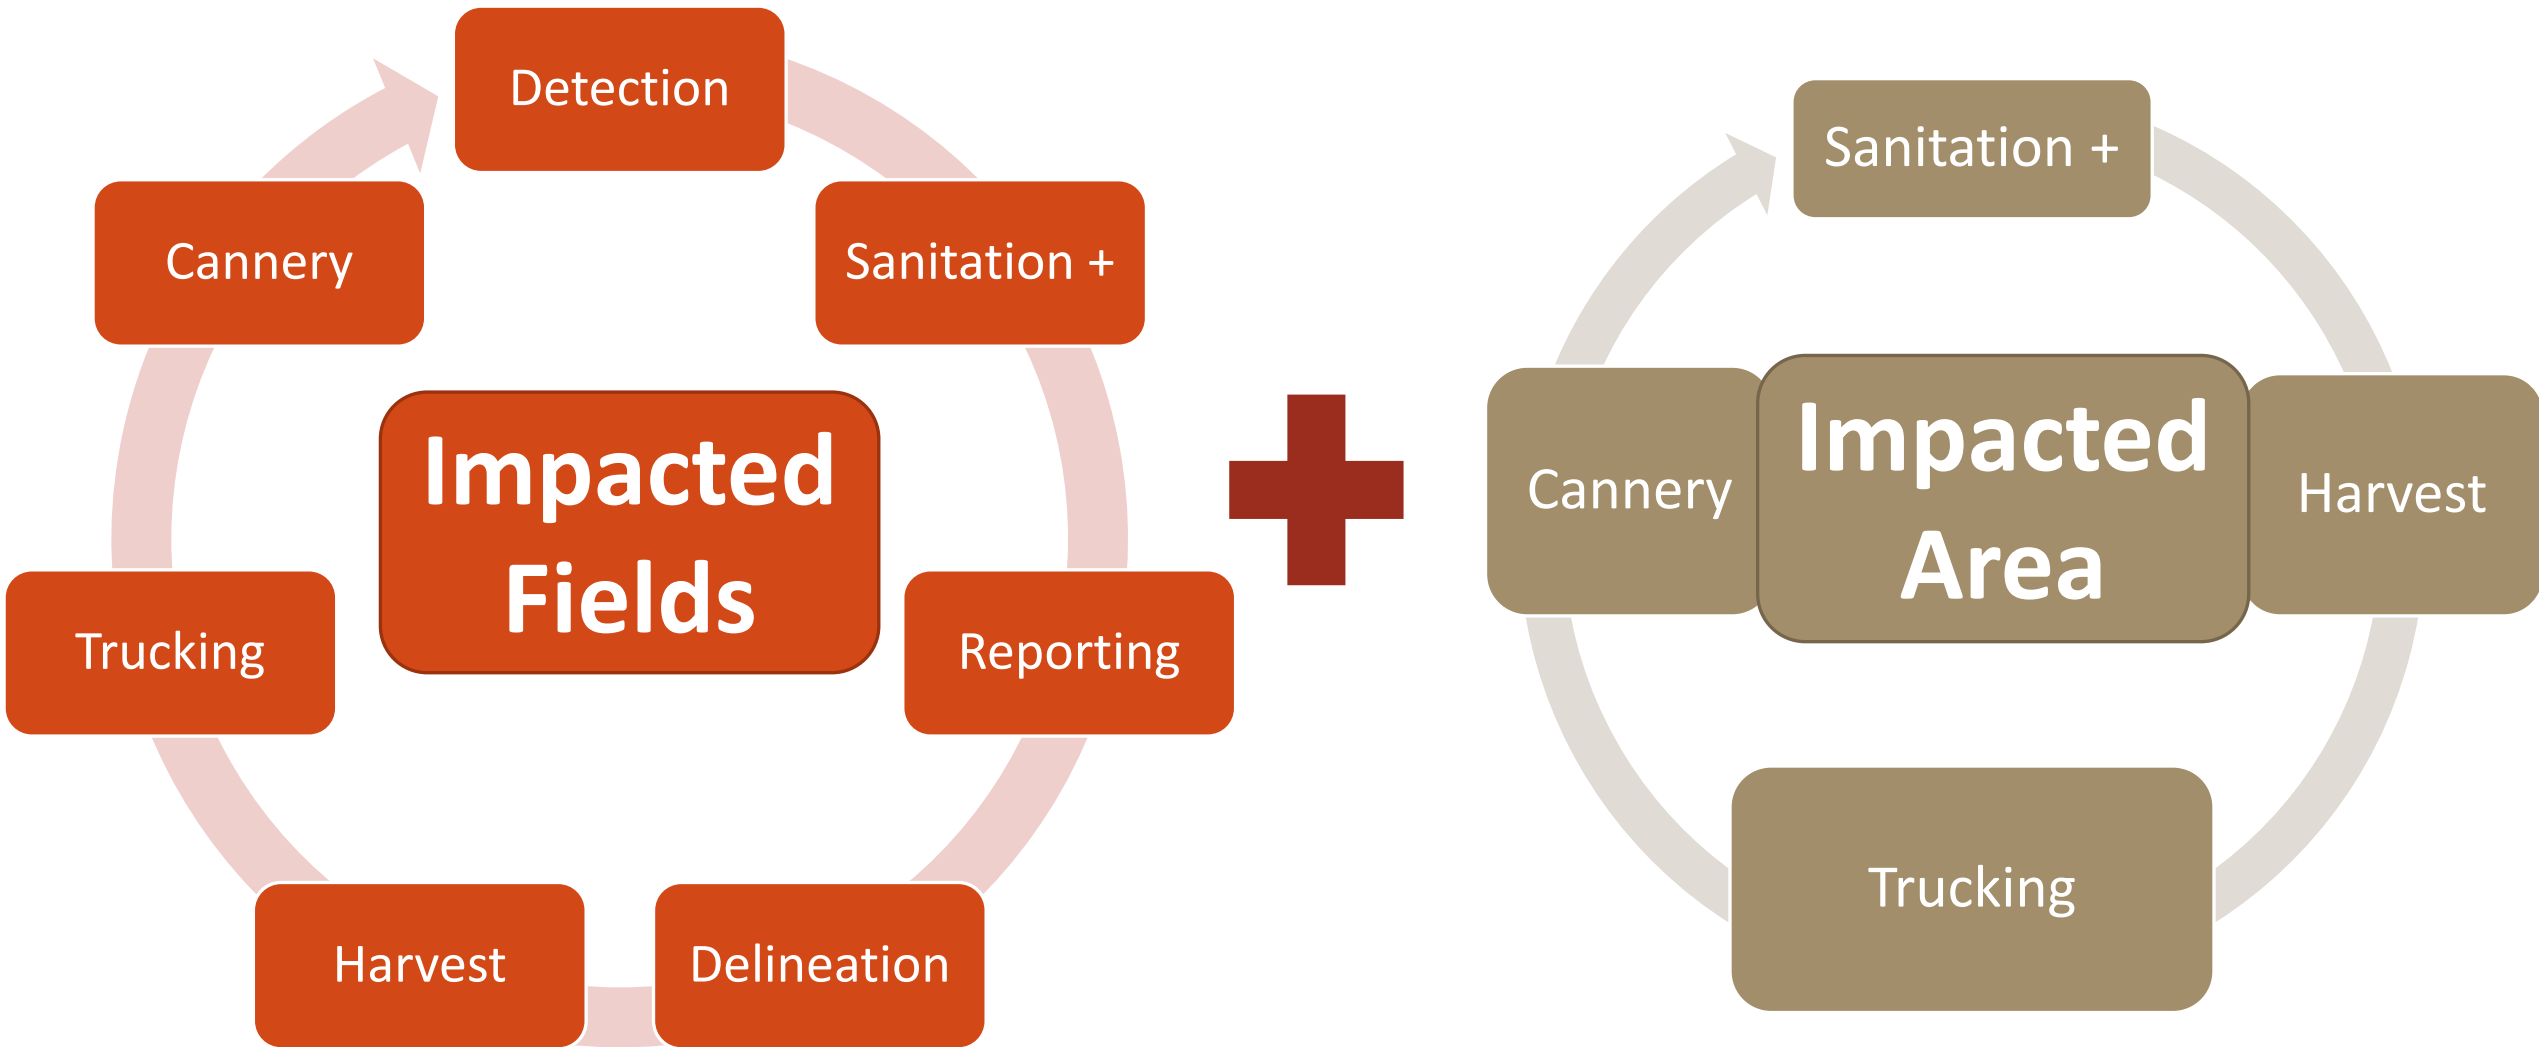 Detection
Sanitation +
Reporting
Delineation
Harvest
Trucking
Cannery
Impacted
Fields
Sanitation +
Harvest
Trucking
Cannery
Impacted
Area